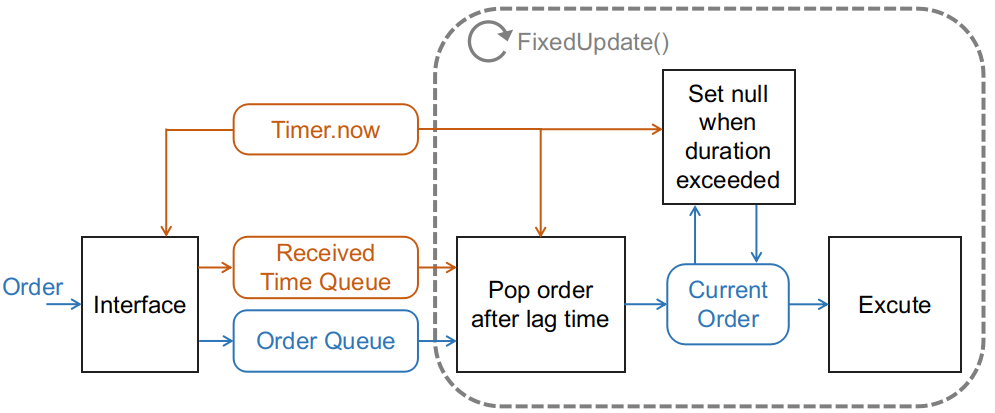 FixedUpdate()
Set null
when
duration
exceeded
Timer.now
Received
Time Queue
Order
Interface
Pop order
after lag time
Current
Order
Excute
Order Queue